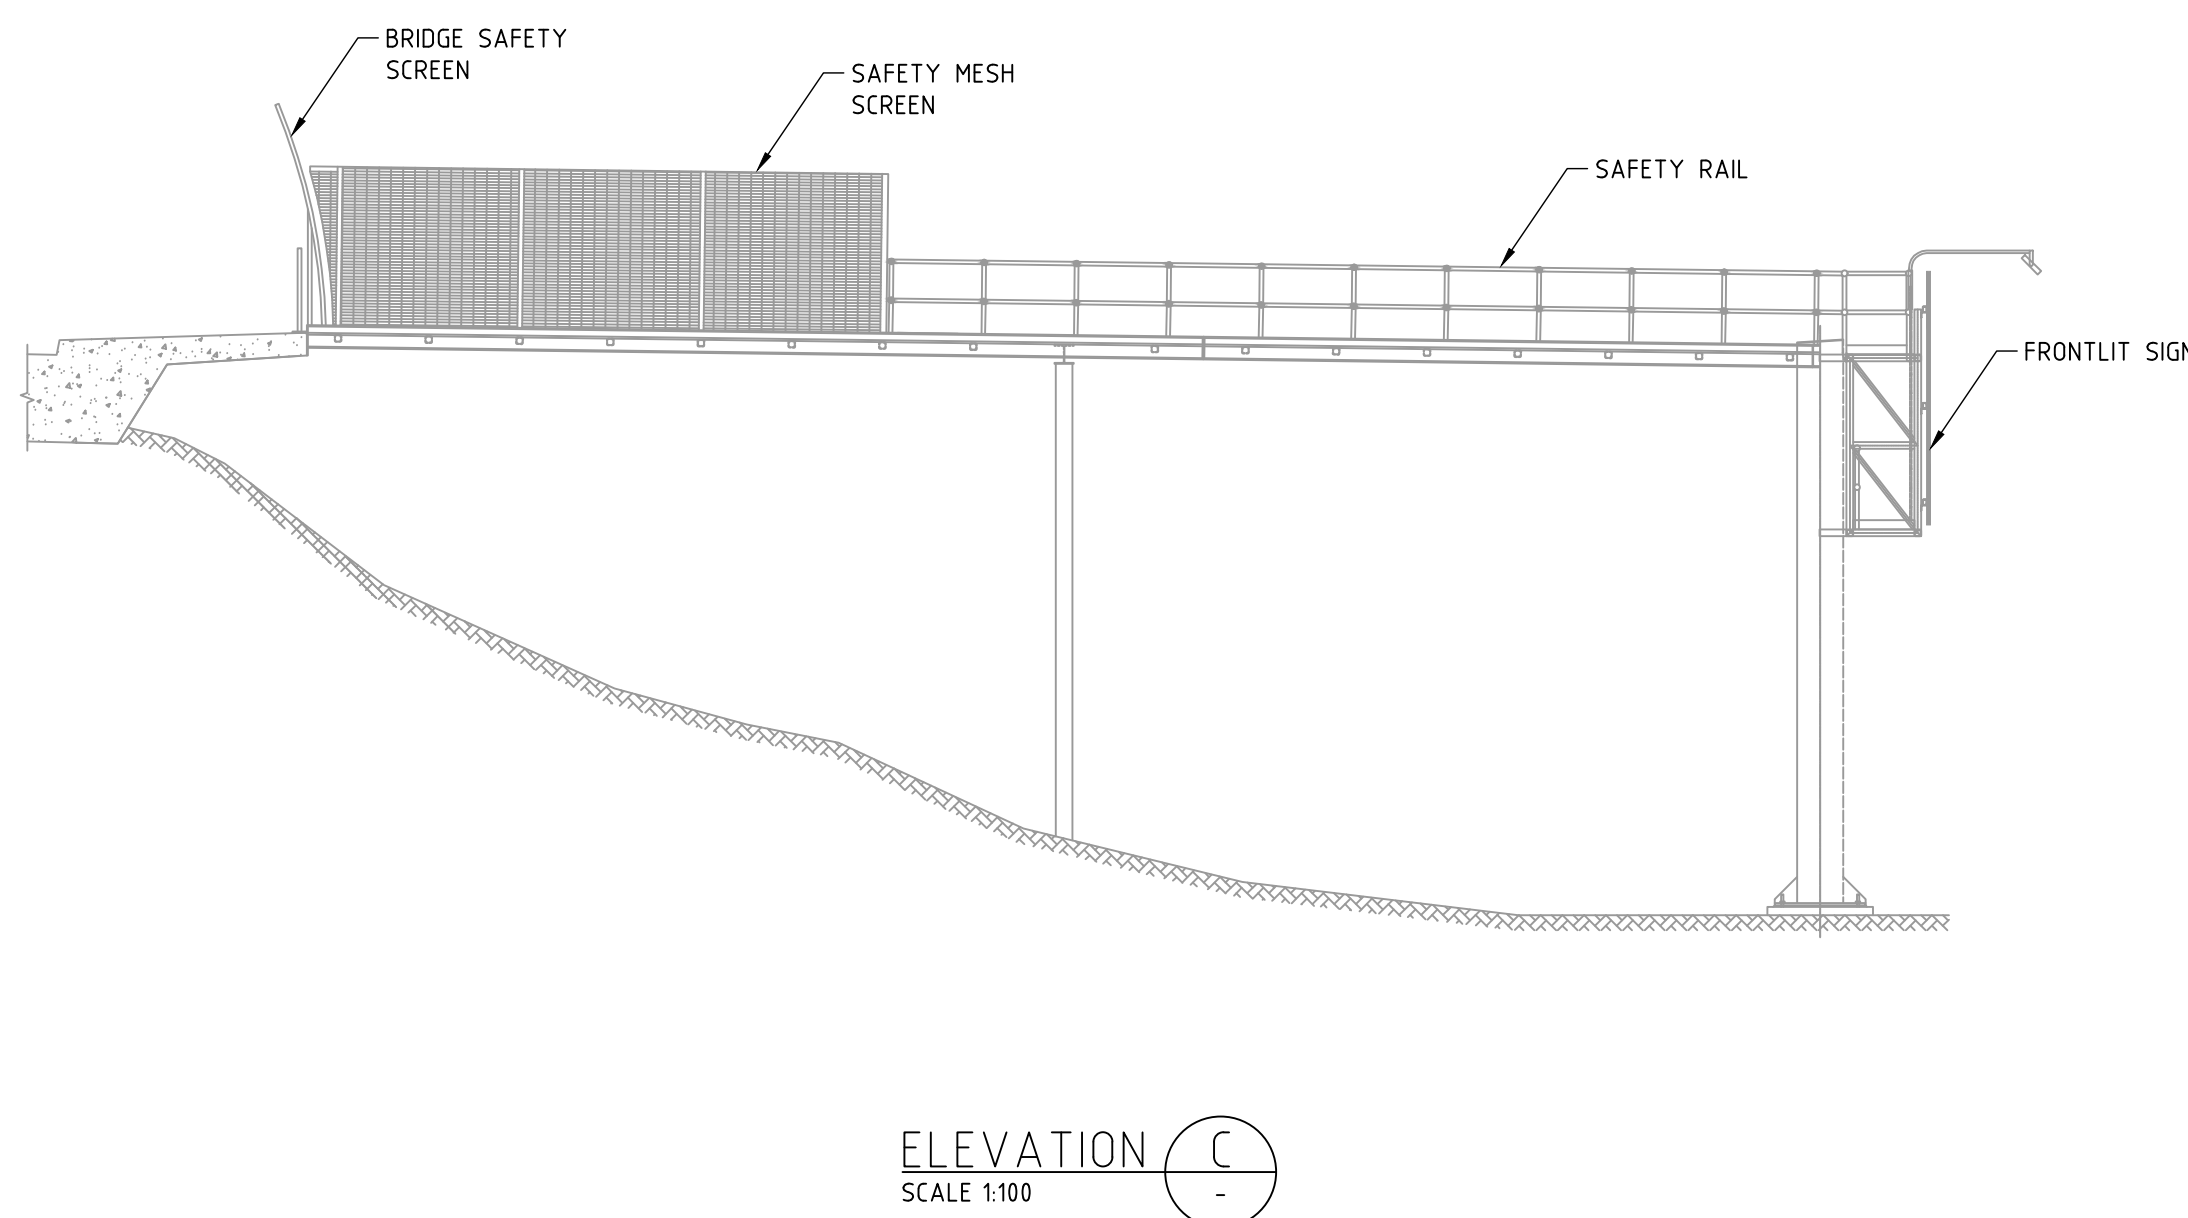 BRIDGE SAFETY
SCREEN
SAFETY MESH
SCREEN
SAFETY RAIL
FRONTLIT SIGN
ELEVATION C
SCALE 1:100 -